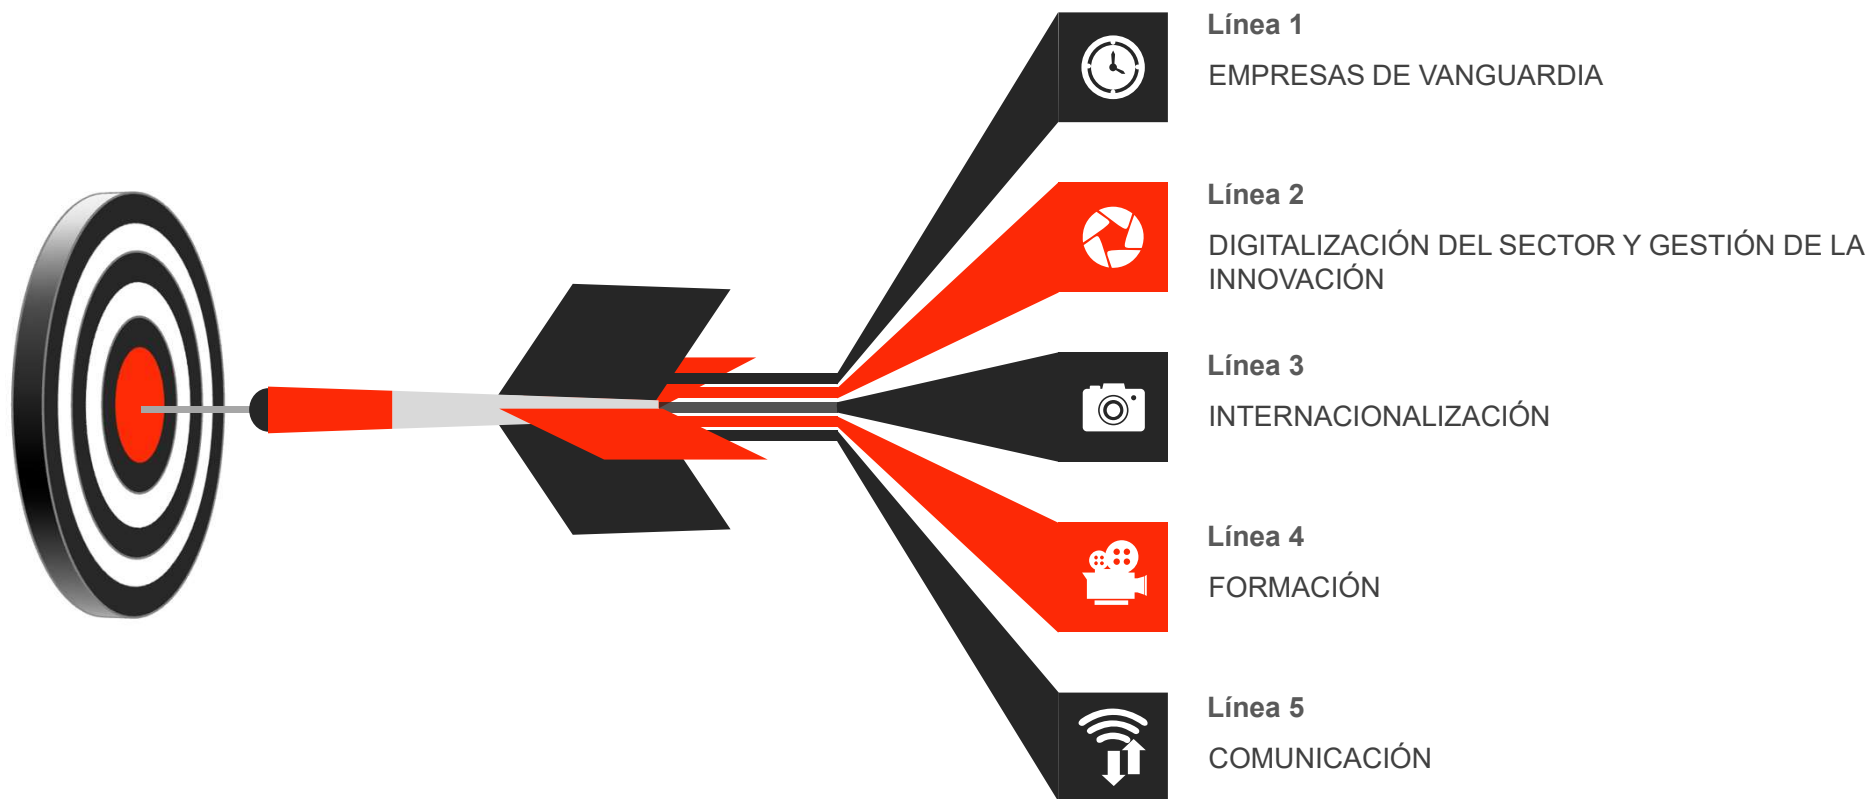 Línea 1
EMPRESAS DE VANGUARDIA
Línea 2
DIGITALIZACIÓN DEL SECTOR Y GESTIÓN DE LA
INNOVACIÓN
Línea 3
INTERNACIONALIZACIÓN
Línea 4
FORMACIÓN
Línea 5
COMUNICACIÓN